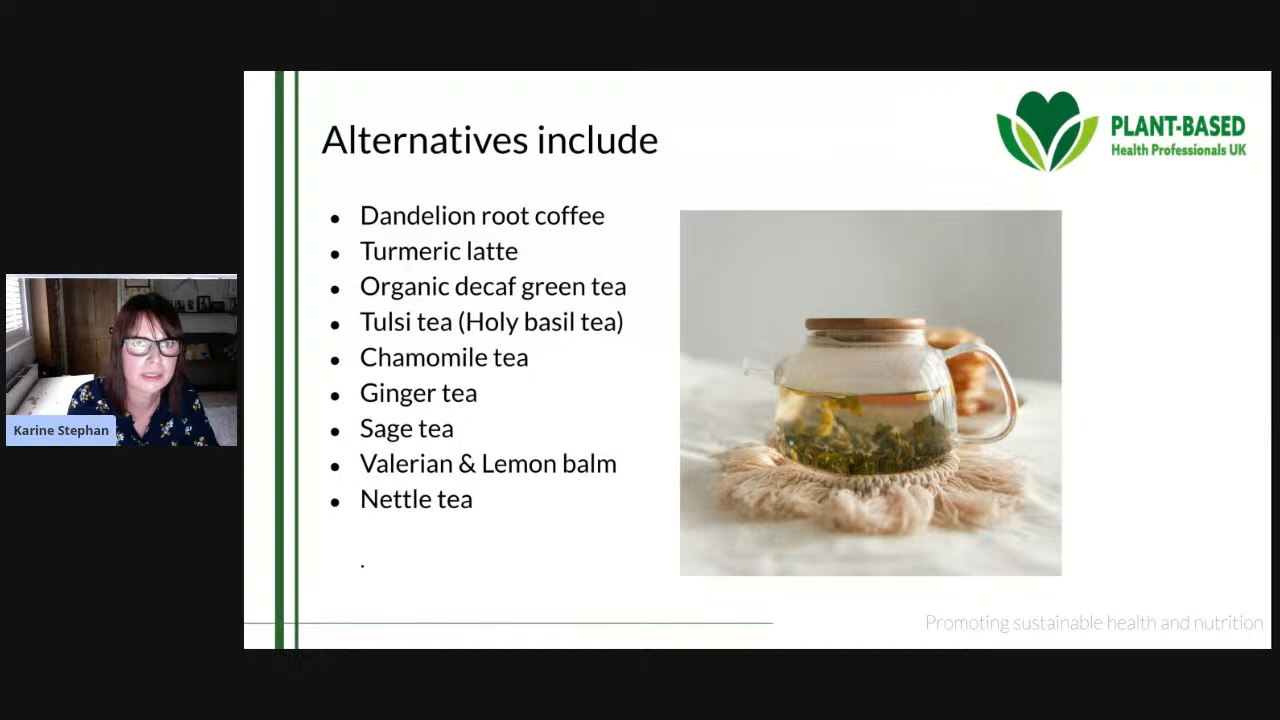 Alternatives include
PLANT-BASED
Health Professionals UK
● Dandelion root coffee
● Turmeric latte
● Organic decaf green tea
● Tulsi tea (Holy basil tea)
● Chamomile tea
● Ginger tea
● Sage tea
● Valerian & Lemon balm
● Nettle tea
.
Karine Stephan
Promoting sustainable health and nutrition